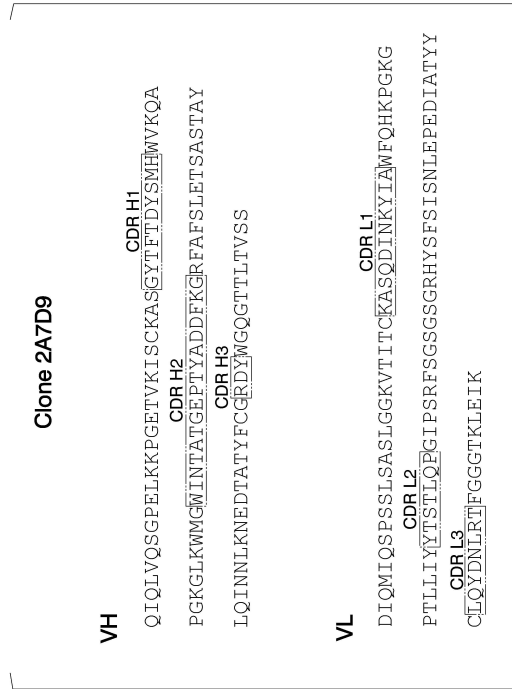 Clone 2A7D9
VH
CDR H1
QIQLVQSGPELKKPGETVKISCKASGYTFTDYSMHWVKQA
CDR H2
PGKGLKWMGWINTATGEPTYADDFKGRFAFSLETSASTAY
CDR H3
LQINNLKNEDTATYFCGRDYWGQGTTLTVSS
VL
CDR L1
DIQMIQSPSSLSASLGGKVTITCKASQDINKYIAWFQHKPGKG
CDR L2
PTLLIYYTSTLQPGIPSRFSGSGSGRHYSFSISNLEPEDIATYY
CDR L3
CLQYDNLRTFGGGTKLEIK